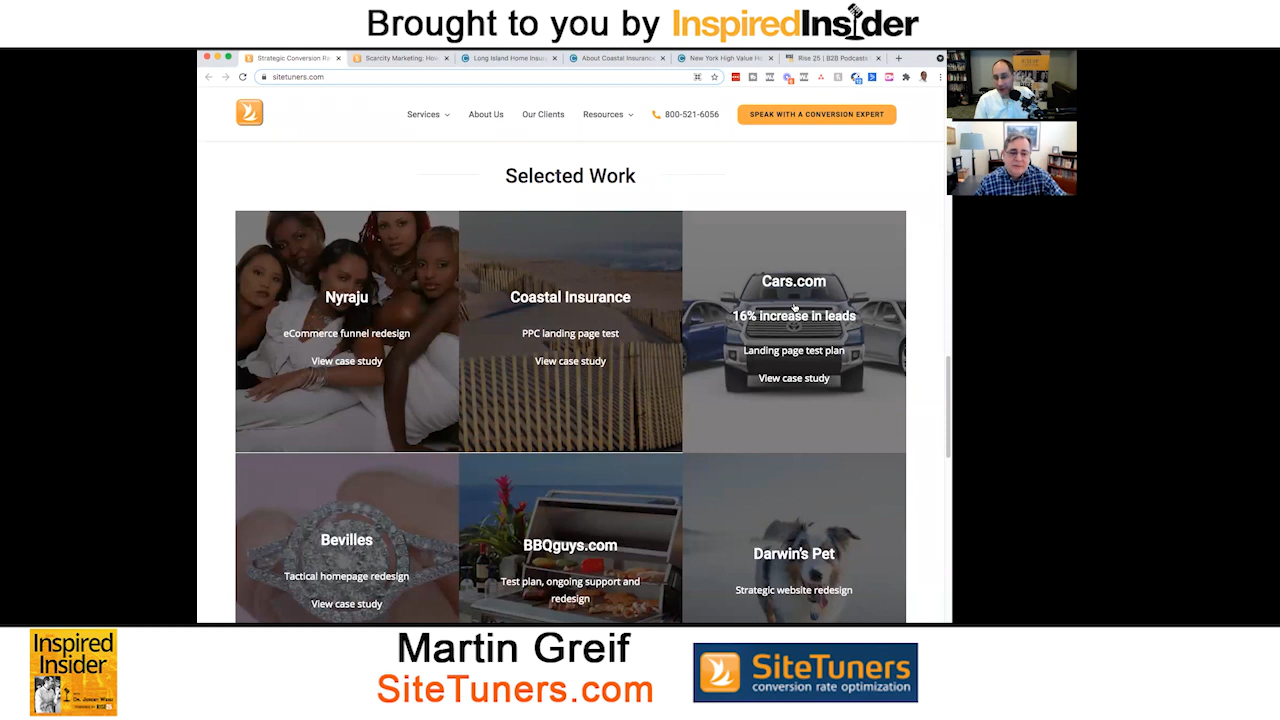 Brought to you by InspiredInsider
Strategic Conversion Ra
Scarcity Marketing: How
Long Island Home Insura
About Coastal Insurance
New York High Value Ho
Rise 25 | B2B Podcasts
sitetuners.com
Services
About Us
Our Clients
Resources
800-521-6056
SPEAK WITH A CONVERSION EXPERT
Selected Work
Nyraju
eCommerce funnel redesign
View case study
Coastal Insurance
PPC landing page test
View case study
Cars.com
16% increase in leads
Landing page test plan
View case study
Bevilles
Tactical homepage redesign
View case study
BBQguys.com
Test plan, ongoing support and
redesign
Darwin's Pet
Strategic website redesign
Inspired
Insider
Martin Greif
SiteTuners.com
SiteTuners
conversion rate optimization